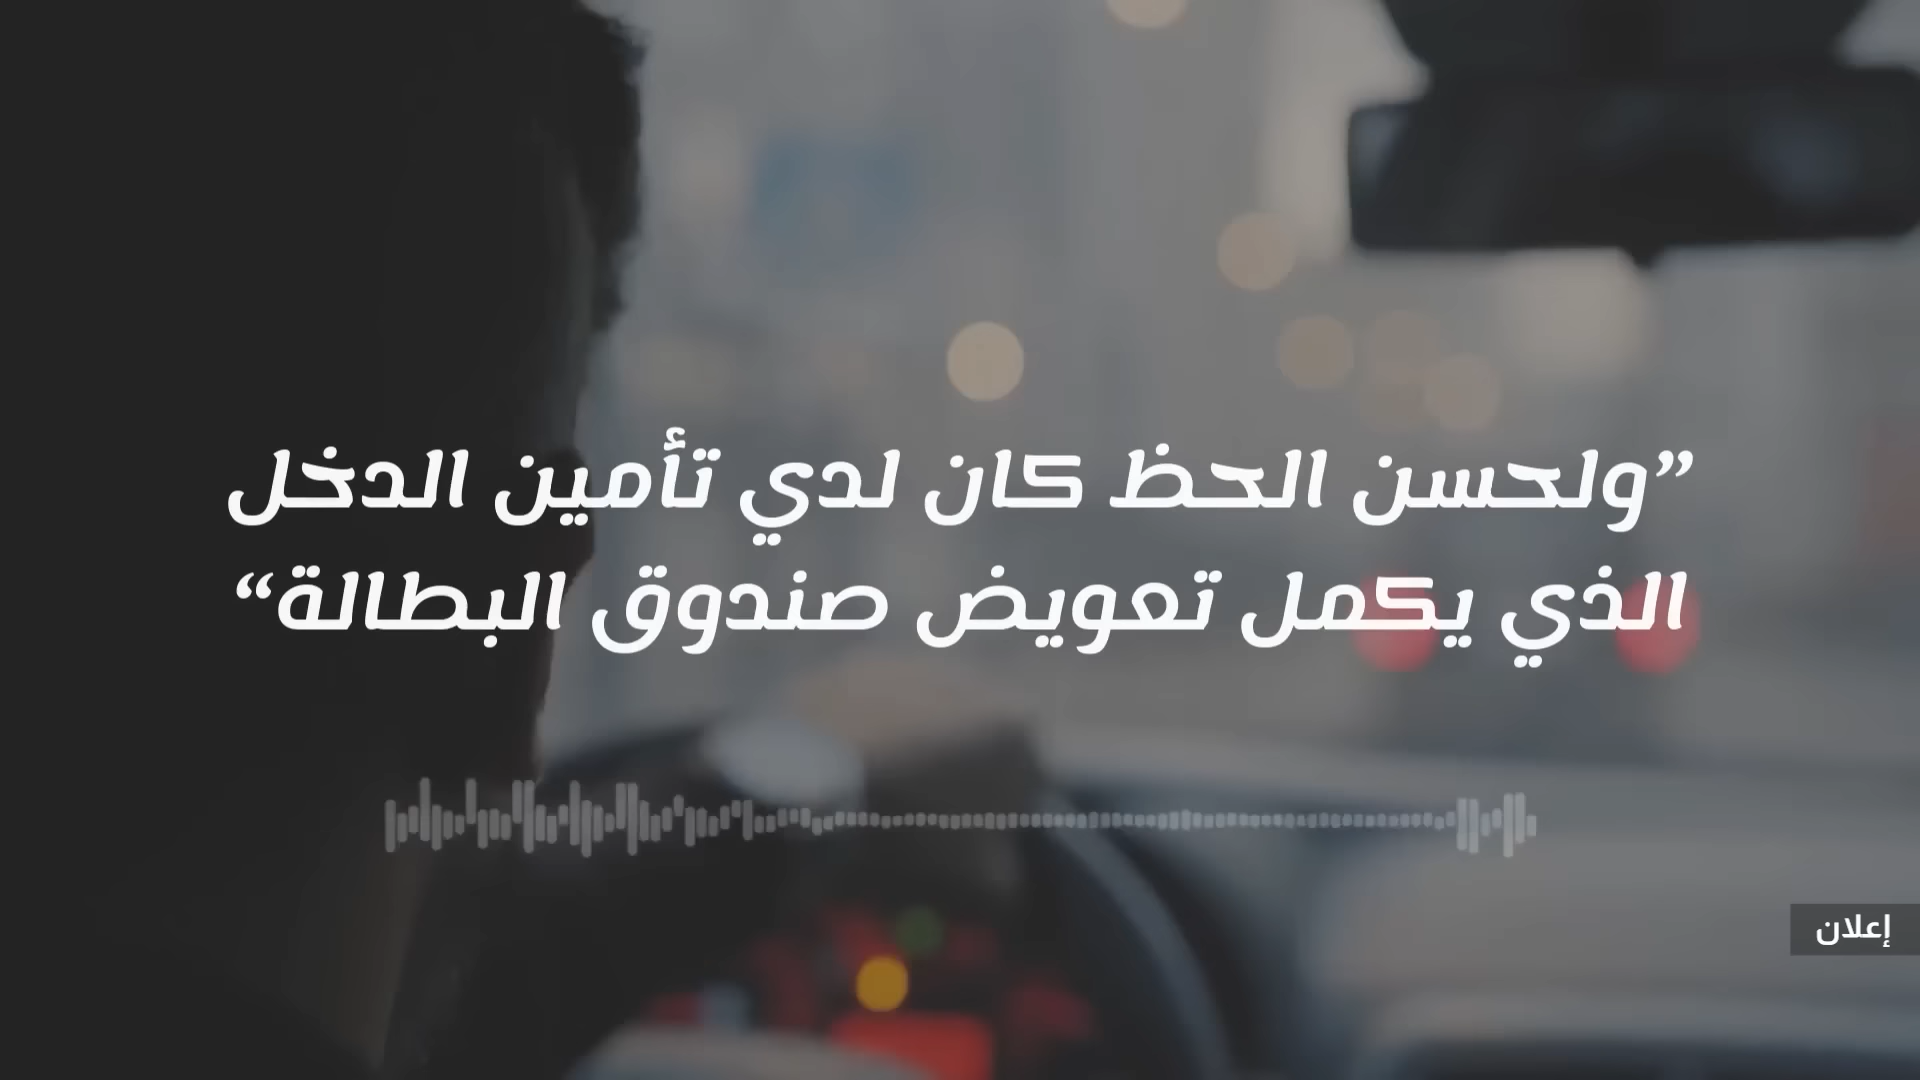 ”ولحسن الحظ كان لدي تأمين الدخل
الذي يكمل تعويض صندوق البطالة“
إعلان